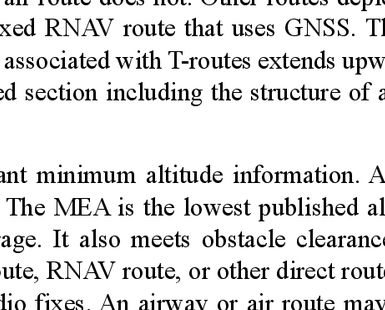 air route does not. Other routes depi
xed RNAV route that uses GNSS. Th
associated with T-routes extends upw
ed section including the structure of a
ant minimum altitude information. A
The MEA is the lowest published al
rage. It also meets obstacle clearance
oute, RNAV route, or other direct route
dio fixes. An airway or air route may